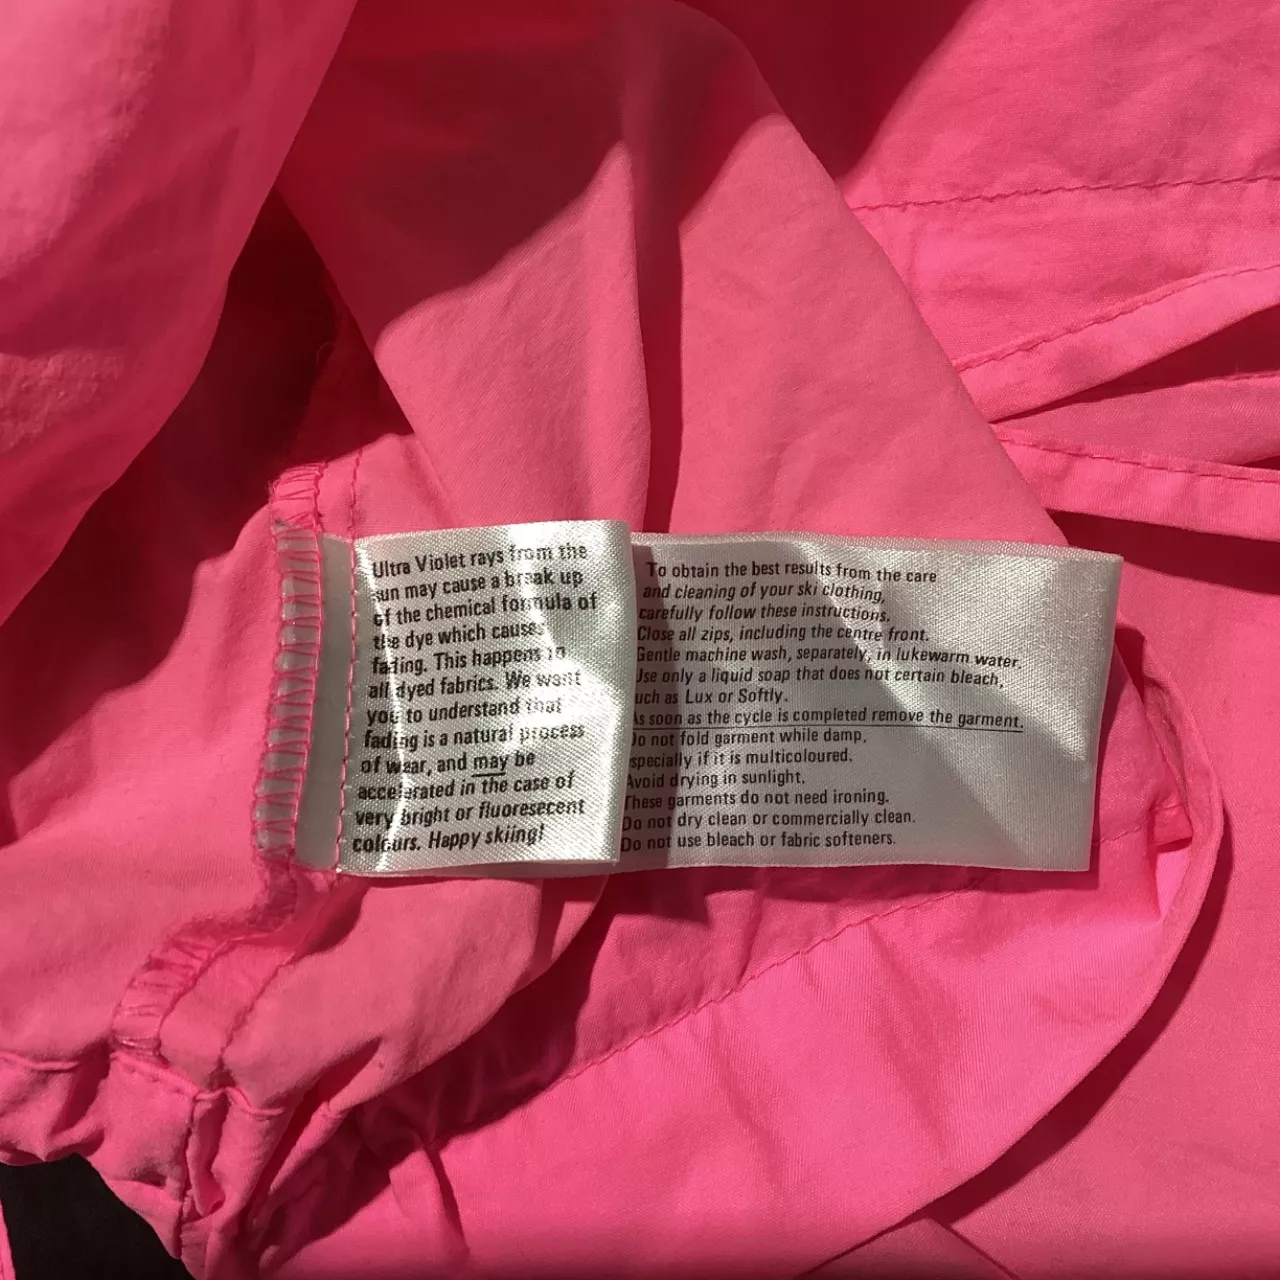 Ultra Violet rays from the
sun may cause a break up
of the chemical formula of
the dye which causes
fading. This happens to
all dyed fabrics. We want
you to understand that
fading is a natural process
of wear, and may be
accelerated in the case of
very bright or fluoresecent
colours. Happy skiing!
To obtain the best results from the care
and cleaning of your ski clothing,
carefully follow these instructions.
Close all zips, including the centre front.
Gentle machine wash, separately, in lukewarm water.
Use only a liquid soap that does not certain bleach,
uch as Lux or Softly.
As soon as the cycle is completed remove the garment.
Do not fold garment while damp,
specially if it is multicoloured.
Avoid drying in sunlight.
These garments do not need ironing.
Do not dry clean or commercially clean.
Do not use bleach or fabric softeners.